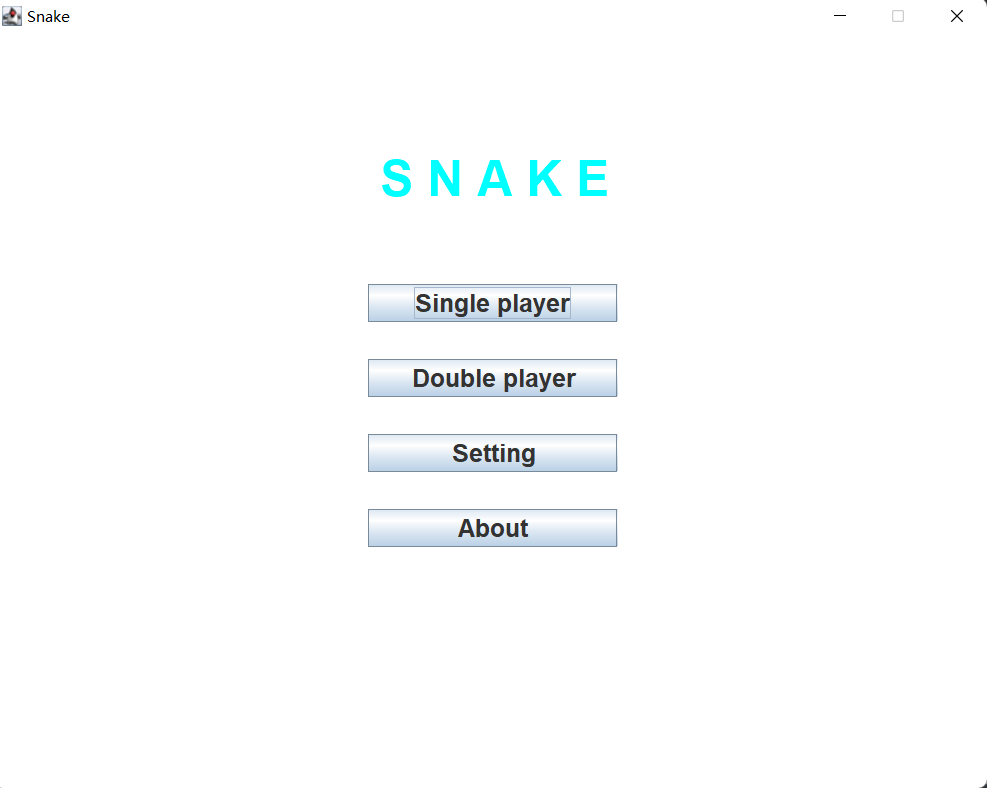 Snake
S N A K E
Single player
Double player
Setting
About